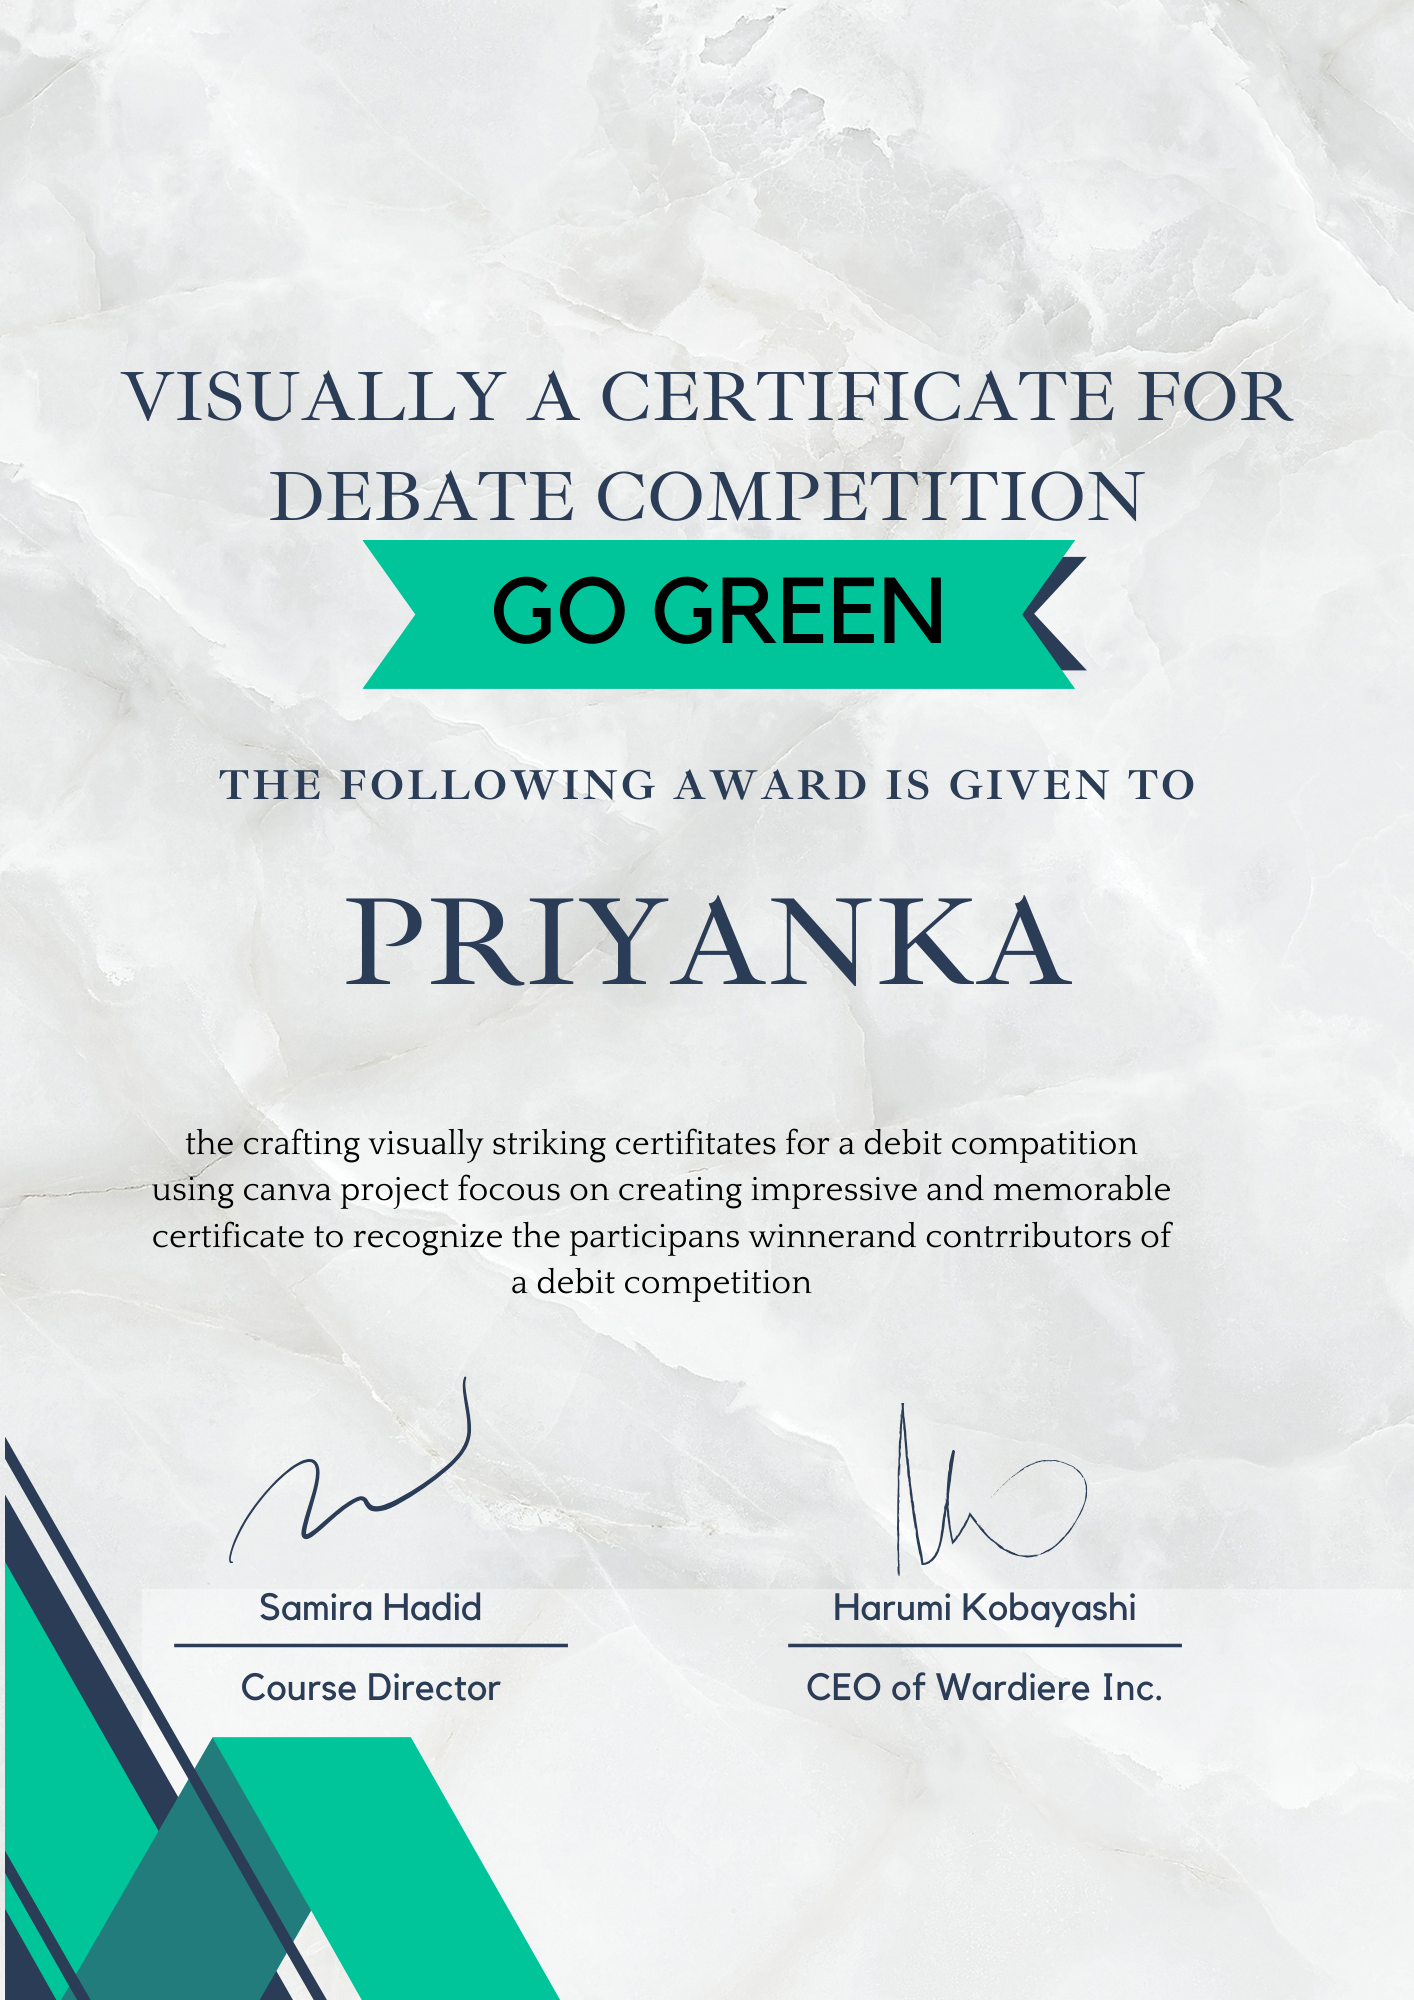 VISUALLY A CERTIFICATE FOR
DEBATE COMPETITION
GO GREEN
THE FOLLOWING AWARD IS GIVEN TO
PRIYANKA
the crafting visually striking certifitates for a debit compatition
using canva project focous on creating impressive and memorable
certificate to recognize the participans winnerand contrributors of
a debit competition
Samira Hadid
Course Director
Harumi Kobayashi
CEO of Wardiere Inc.